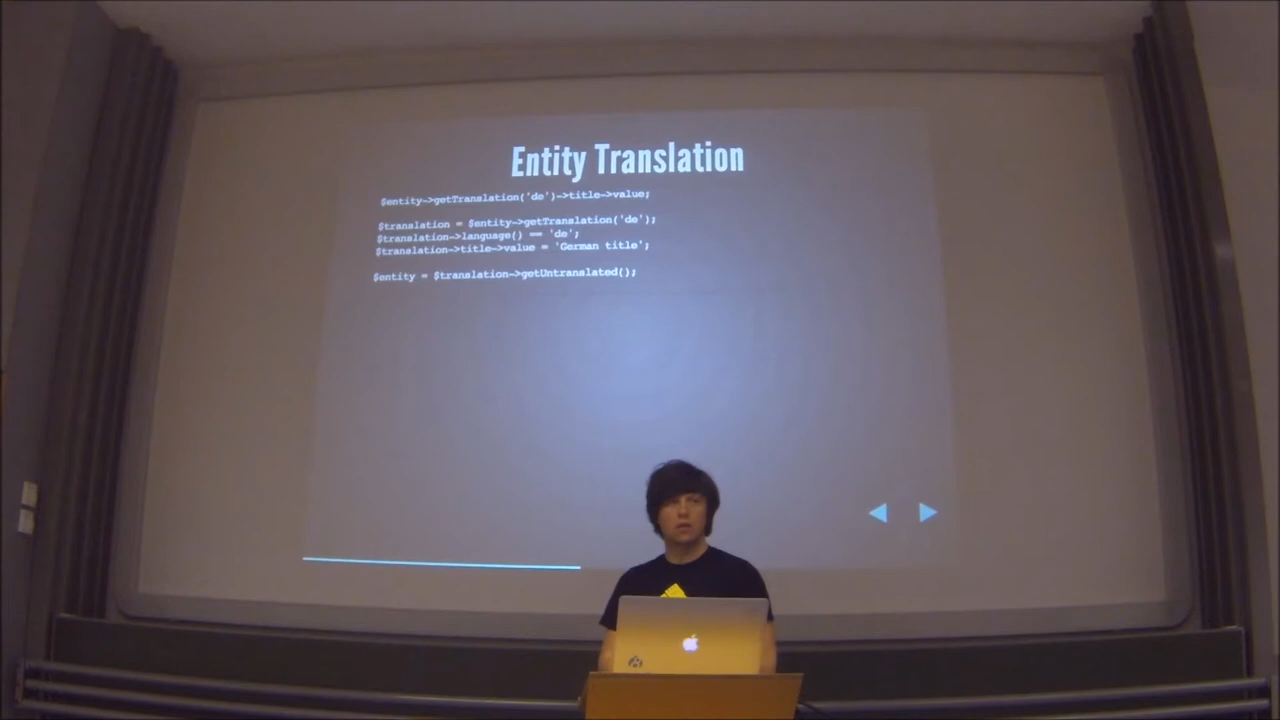 Entity Translation
$entity->getTranslation('de')->title->value;
$translation = $entity->getTranslation('de');
$translation->language() == 'de';
$translation->title->value = 'German title';
$entity = $translation->getUntranslated();